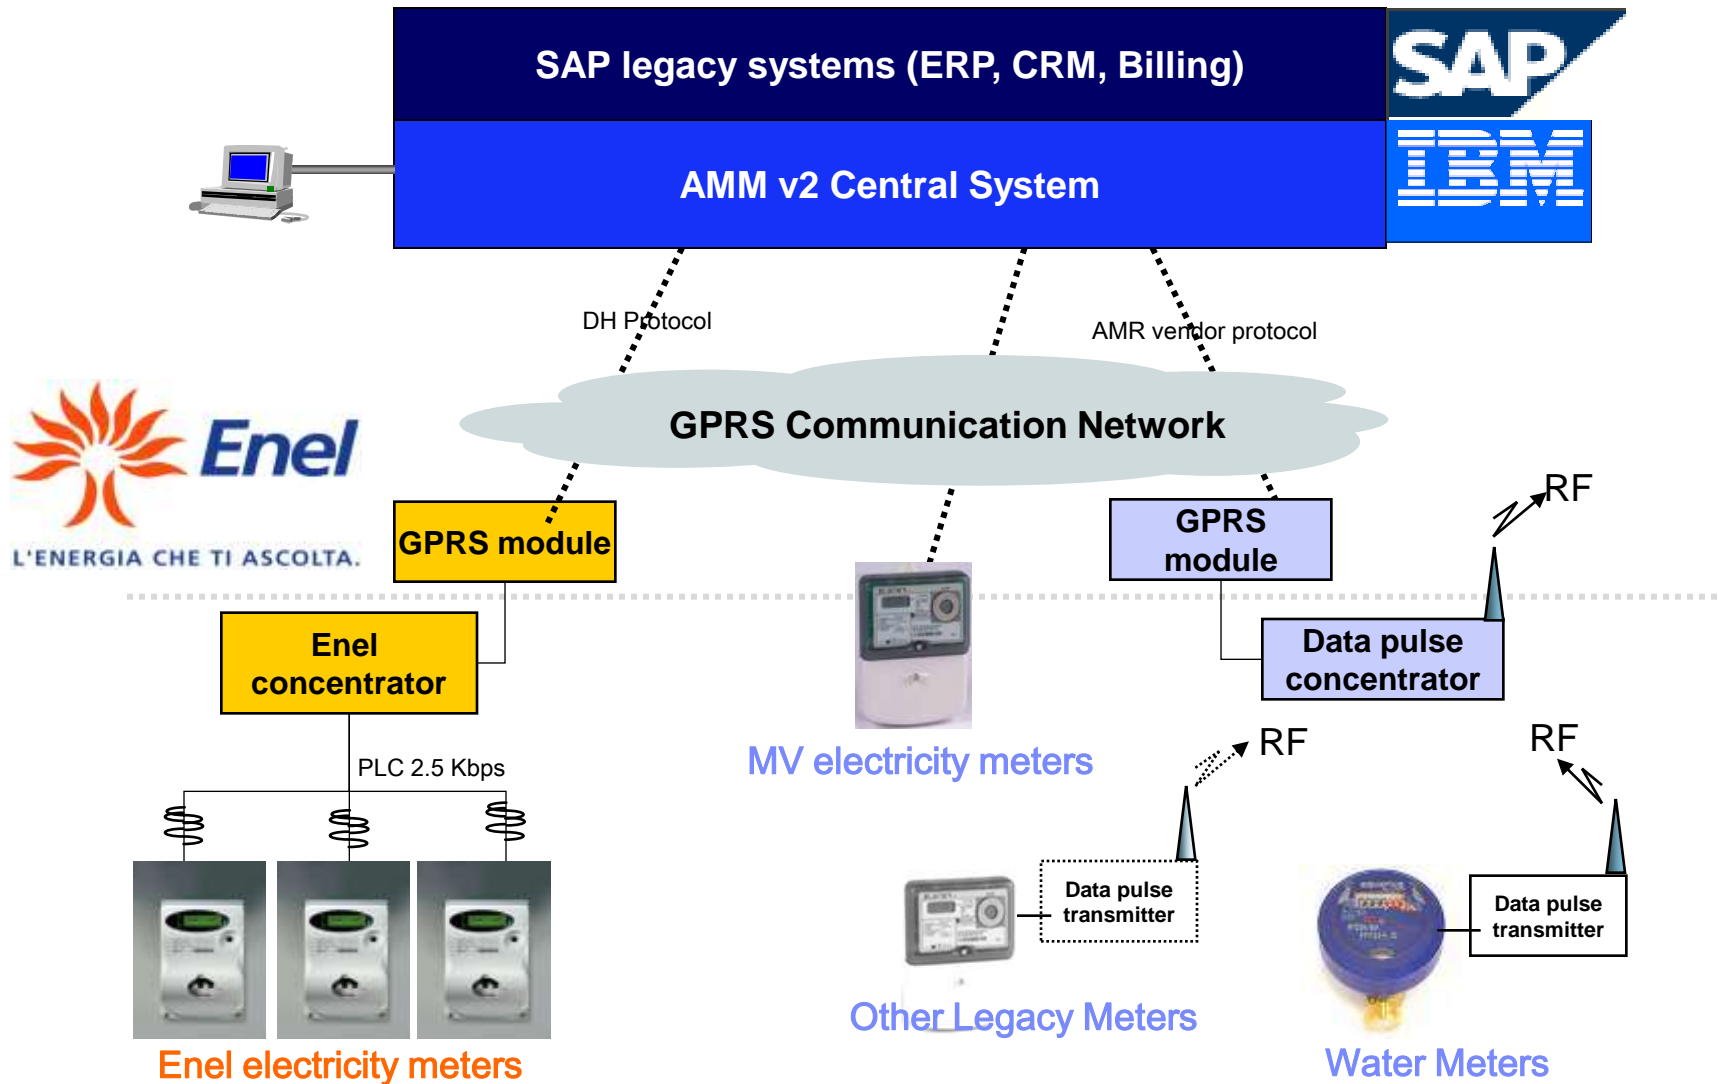 SAP legacy systems (ERP, CRM, Billing)
SAP
AMM v2 Central System
IBM
DH Protocol
AMR vendor protocol
GPRS Communication Network
Enel
L'ENERGIA CHE TI ASCOLTA.
GPRS module
GPRS
module
RF
Enel
concentrator
Data pulse
concentrator
PLC 2.5 Kbps
MV electricity meters
RF
RF
Data pulse
transmitter
Data pulse
transmitter
Other Legacy Meters
Enel electricity meters
Water Meters